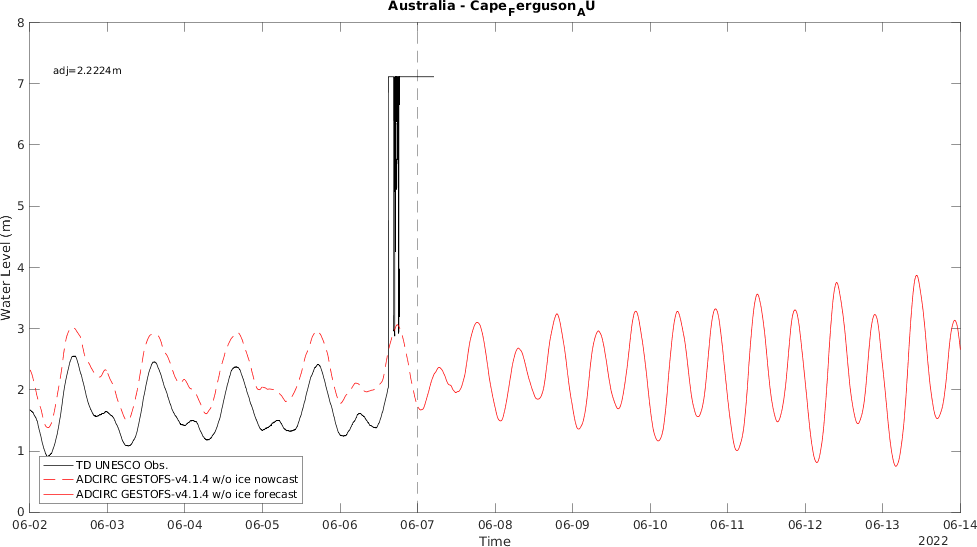 Australia - Cape_Ferguson_AU
8
7
6
5
4
3
2
1
0
Water Level (m)
adj=2.2224m
TD UNESCO Obs.
ADCIRC GESTOFS-v4.1.4 w/o ice nowcast
ADCIRC GESTOFS-v4.1.4 w/o ice forecast
06-02 06-03 06-04 06-05 06-06 06-07 06-08 06-09 06-10 06-11 06-12 06-13 06-14
Time
2022